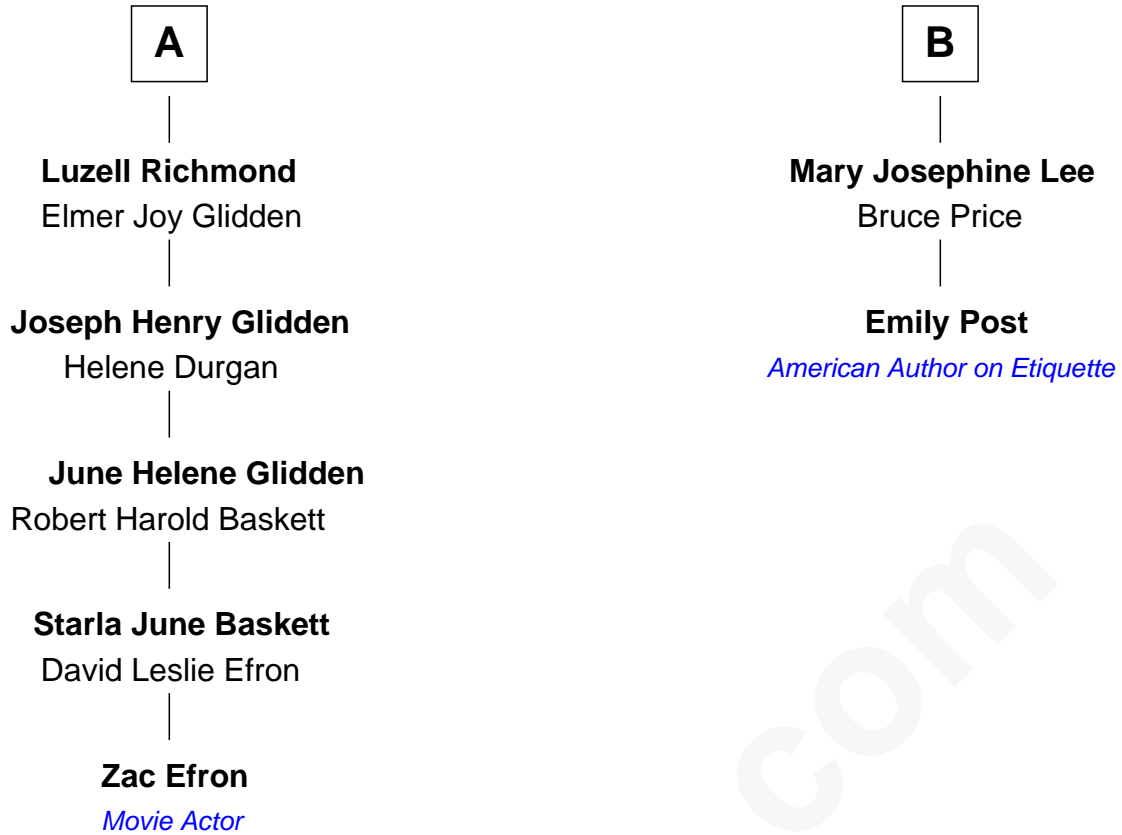 A
Luzell Richmond
Elmer Joy Glidden
Joseph Henry Glidden
Helene Durgan
June Helene Glidden
Robert Harold Baskett
Starla June Baskett
David Leslie Efron
Zac Efron
Movie Actor
B
Mary Josephine Lee
Bruce Price
Emily Post
American Author on Etiquette
com